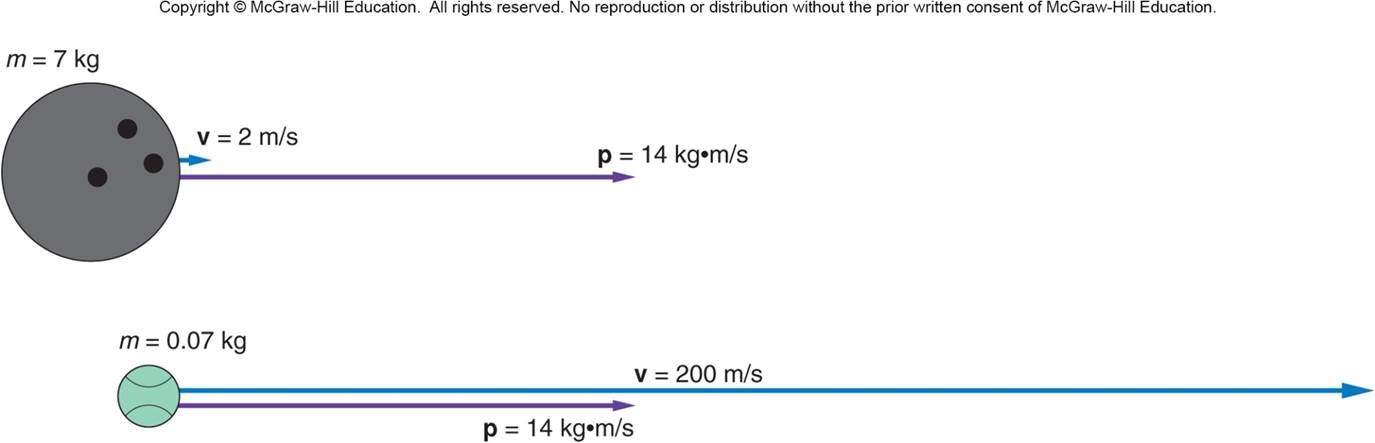 Copyright © McGraw-Hill Education.  All rights reserved. No reproduction or distribution without the prior written consent of McGraw-Hill Education.
m = 7 kg
v = 2 m/s
p = 14 kg•m/s
m = 0.07 kg
v = 200 m/s
p = 14 kg•m/s